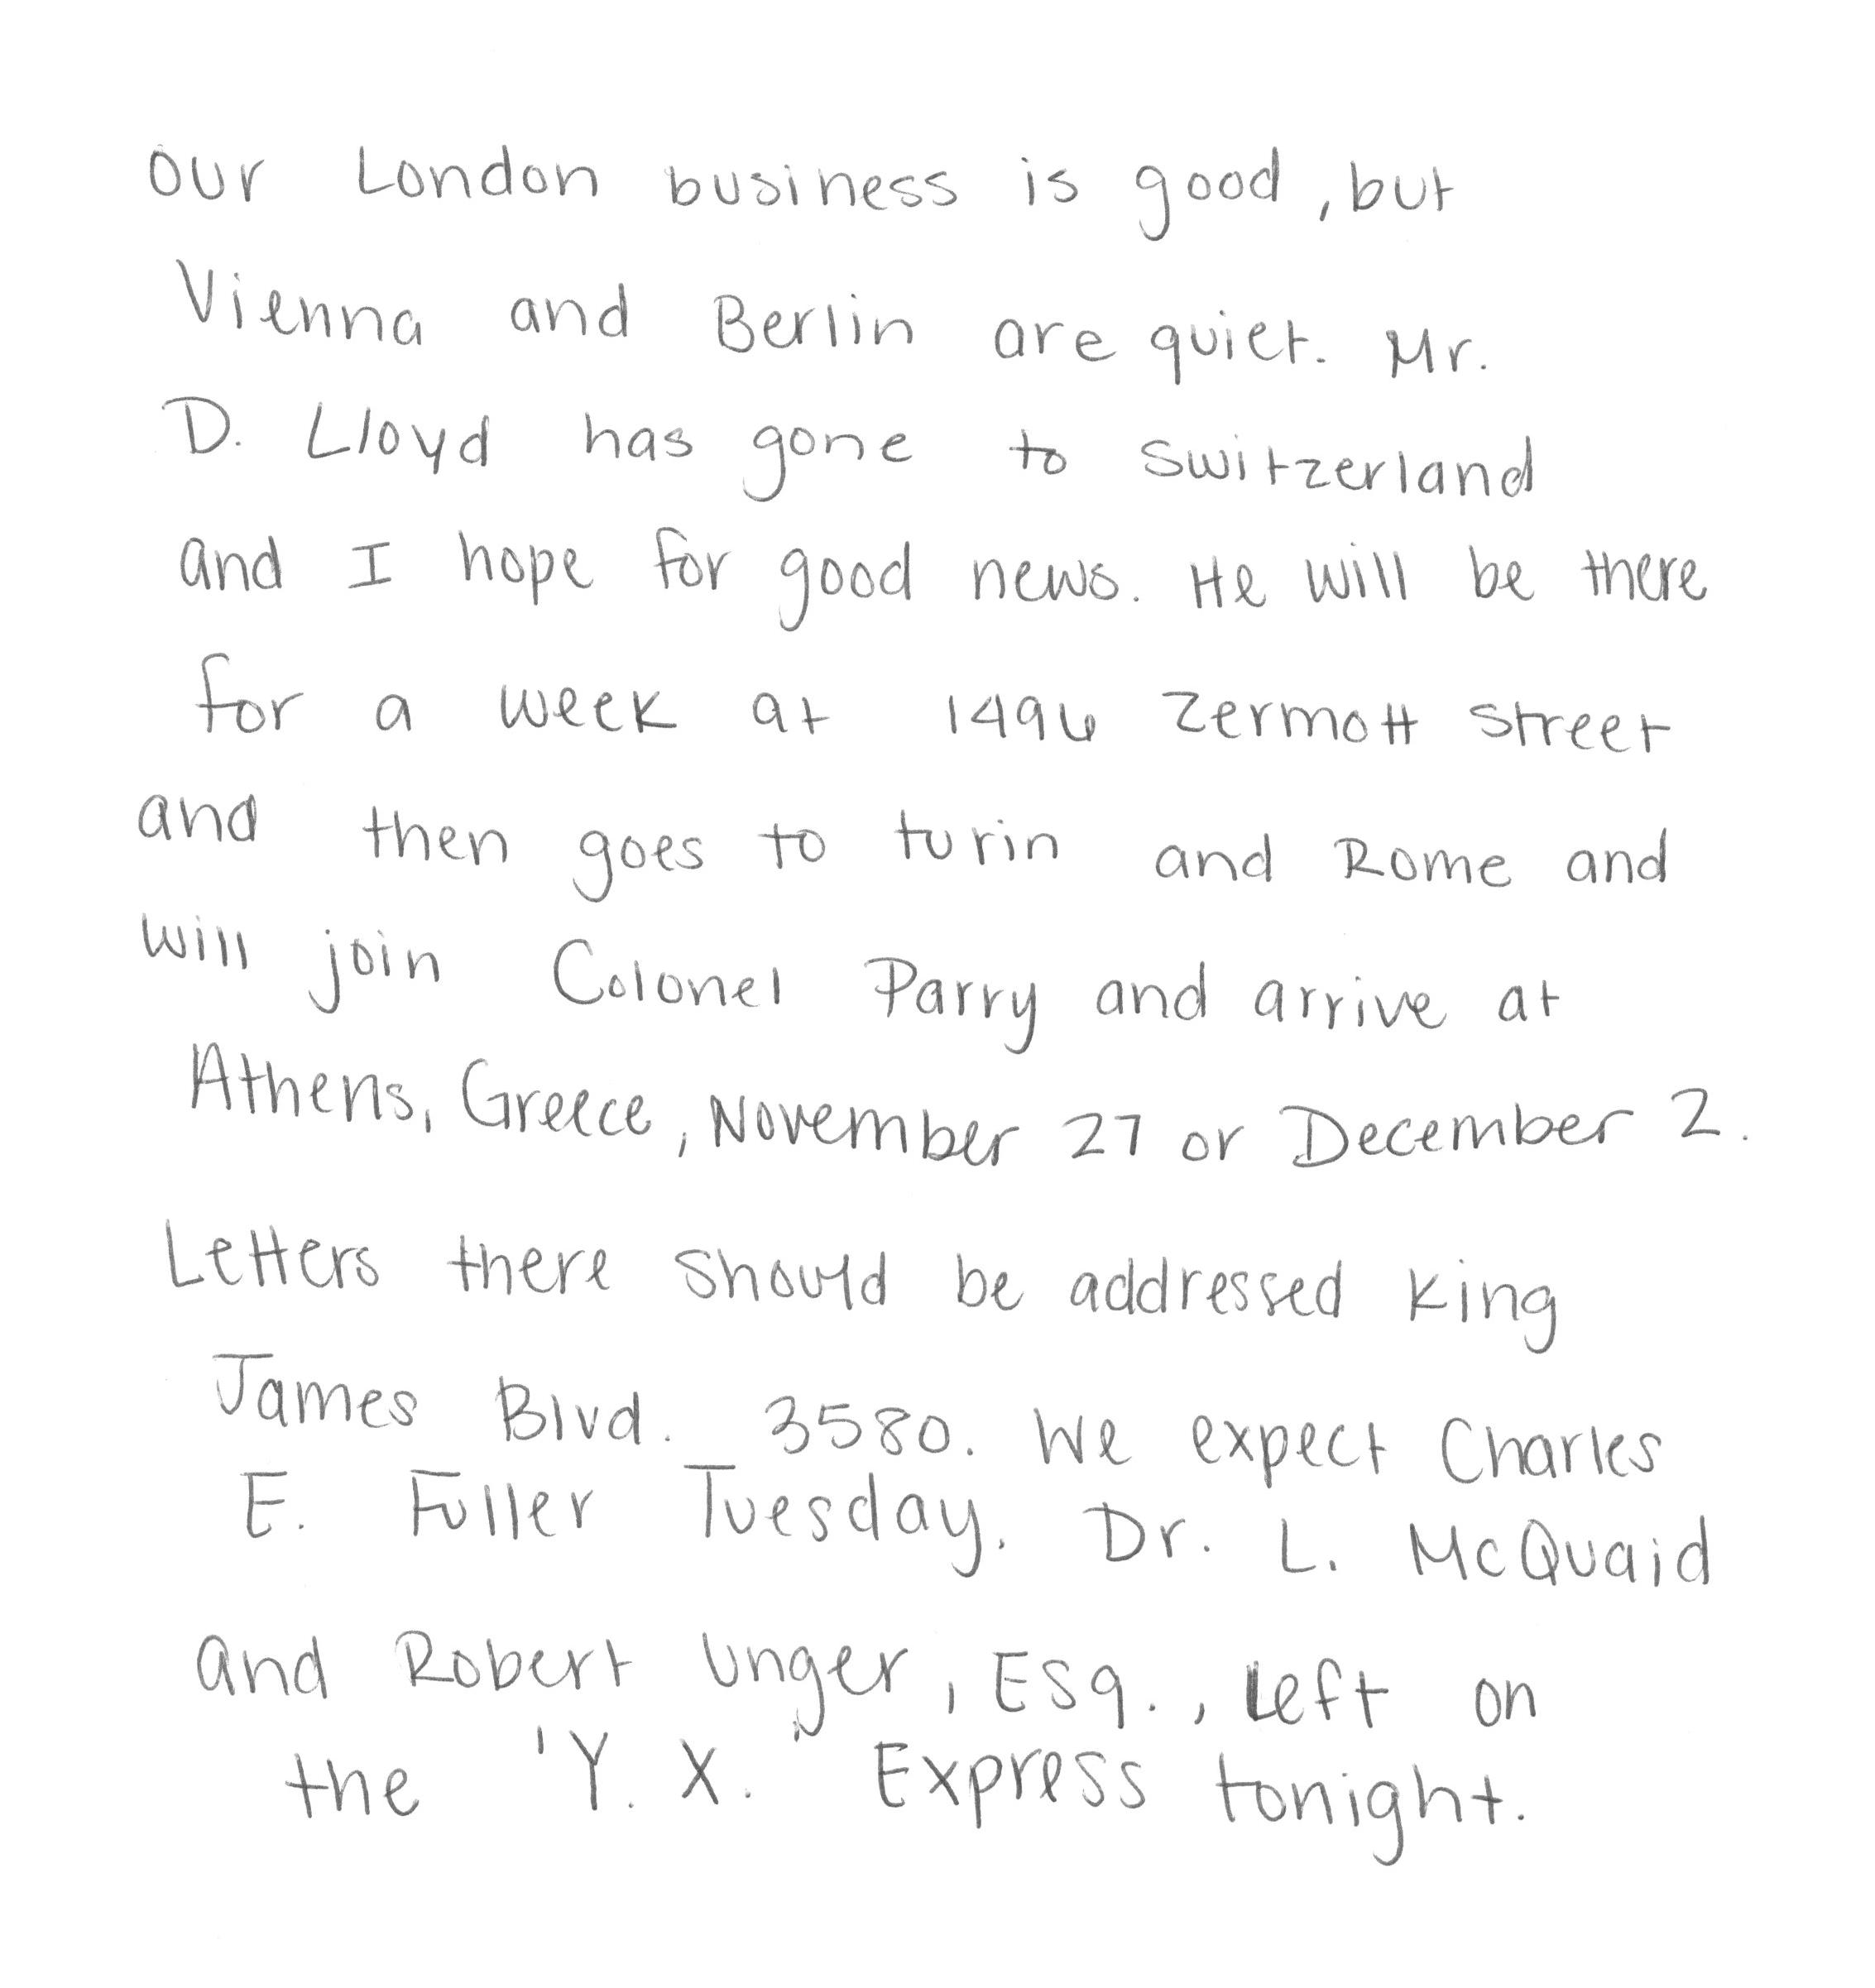 Our London business is good, but
Vienna and Berlin are quiet. Mr.
D. Lloyd has gone to Switzerland
and I hope for good news. He will be there
for a week at 1496 Zermott Street
and then goes to turin and Rome and
will join Colonel Parry and arrive at
Athens, Greece, November 27 or December 2.
Letters there should be addressed King
James Blvd. 3580. We expect Charles
E. Fuller Tuesday. Dr. L. McQuaid
and Robert Unger, Esq., left on
the 'Y. X." Express tonight.